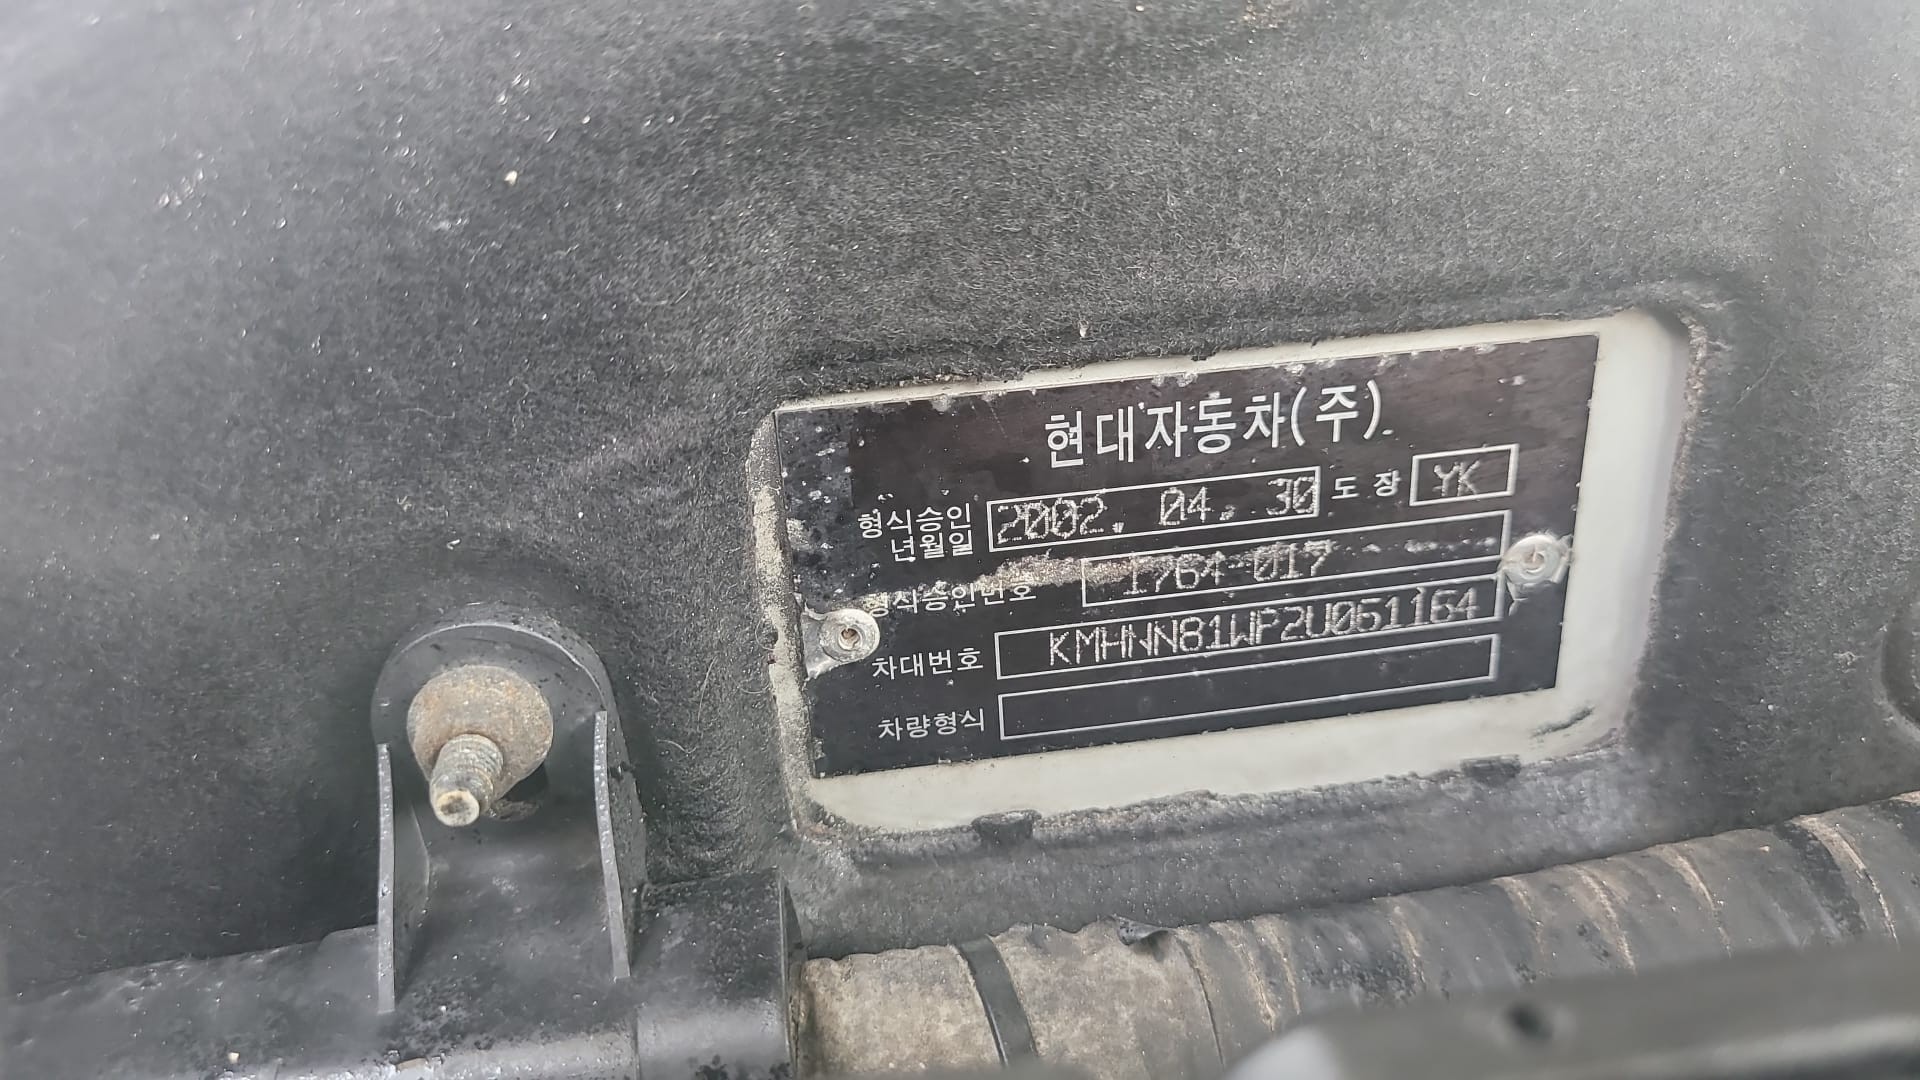 현대자동차(주)
형식승인년월일 2002. 04. 30 도장 YK
형식승인번호 1764-017
차대번호 KMHNN81WP2U051164
차량형식